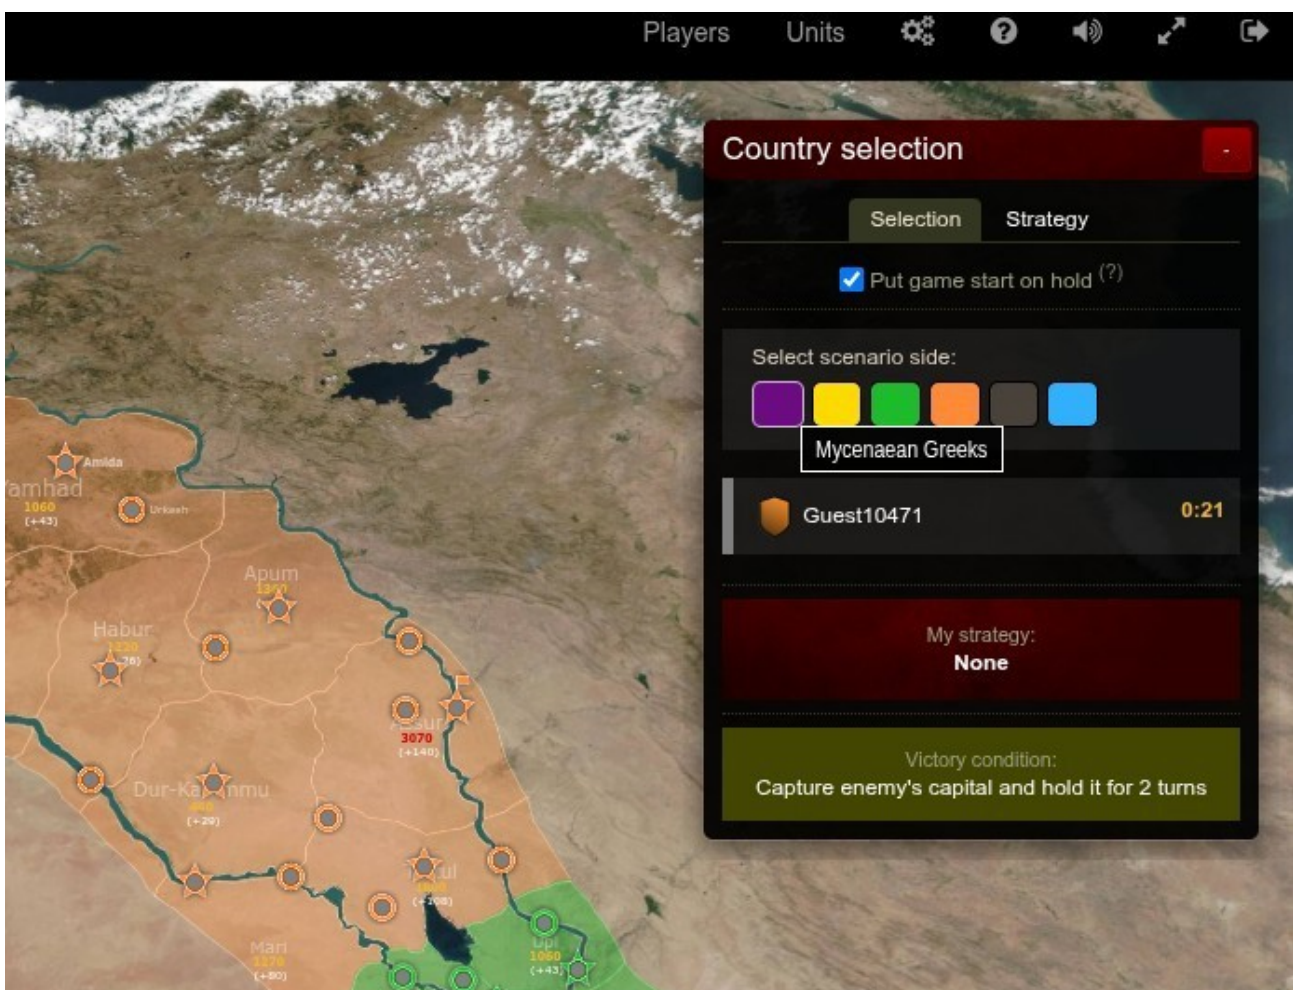 Players Units
Country selection
-
Selection Strategy
Put game start on hold (?)
Select scenario side:
Mycenaean Greeks
Guest10471 0:21
My strategy:
None
Victory condition:
Capture enemy's capital and hold it for 2 turns
Amida
1060
(+43)
Urkesh
Apum
Habur
3070
(+140)
(+29)
Mari
1270
(+80)
Upi
1060
(+43)